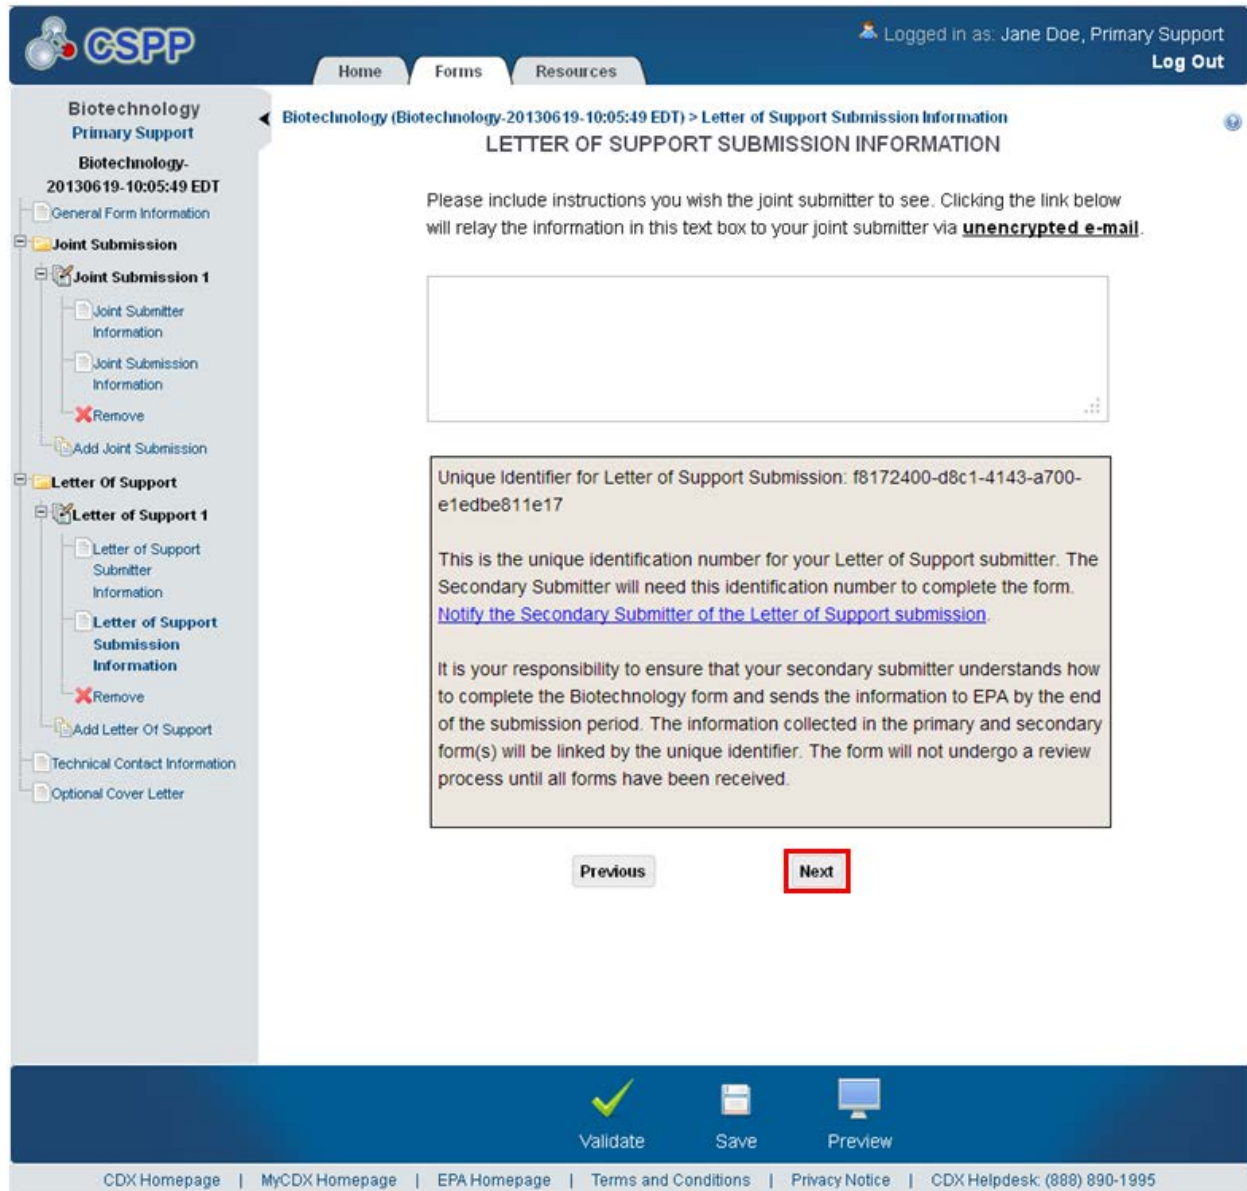 CSPP
Logged in as: Jane Doe, Primary Support
Log Out
Home
Forms
Resources
Biotechnology
Primary Support
Biotechnology-
20130619-10:05:49 EDT
General Form Information
Joint Submission
Joint Submission 1
Joint Submitter
Information
Joint Submission
Information
Remove
Add Joint Submission
Letter Of Support
Letter of Support 1
Letter of Support
Submitter
Information
Letter of Support
Submission
Information
Remove
Add Letter Of Support
Technical Contact Information
Optional Cover Letter
Biotechnology (Biotechnology-20130619-10:05:49 EDT) > Letter of Support Submission Information
LETTER OF SUPPORT SUBMISSION INFORMATION
Please include instructions you wish the joint submitter to see. Clicking the link below
will relay the information in this text box to your joint submitter via unencrypted e-mail.
Unique Identifier for Letter of Support Submission: f8172400-d8c1-4143-a700-
e1edbe811e17
This is the unique identification number for your Letter of Support submitter. The
Secondary Submitter will need this identification number to complete the form.
Notify the Secondary Submitter of the Letter of Support submission.
It is your responsibility to ensure that your secondary submitter understands how
to complete the Biotechnology form and sends the information to EPA by the end
of the submission period. The information collected in the primary and secondary
form(s) will be linked by the unique identifier. The form will not undergo a review
process until all forms have been received.
Previous
Next
Validate
Save
Preview
CDX Homepage | MyCDX Homepage | EPA Homepage | Terms and Conditions | Privacy Notice | CDX Helpdesk: (888) 890-1995